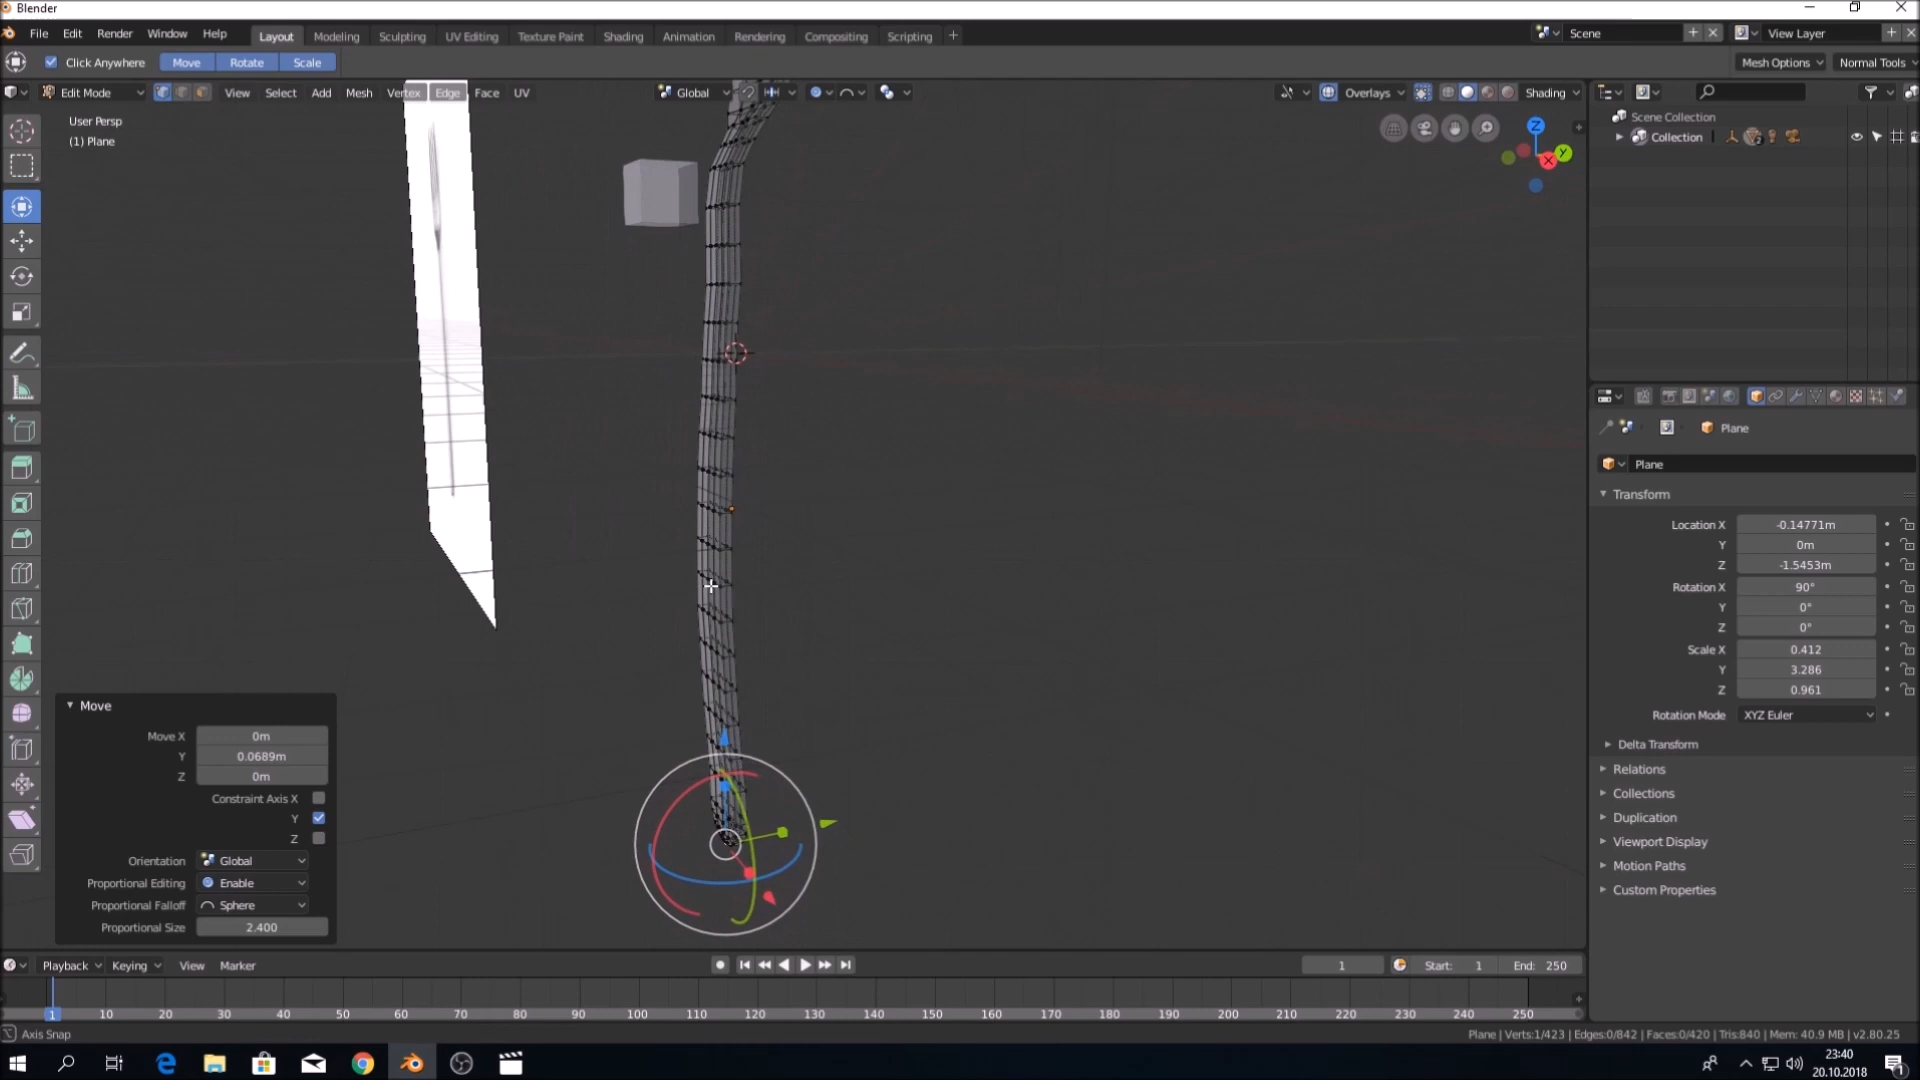 Blender
File Edit Render Window Help Layout Modeling Sculpting UV Editing Texture Paint Shading Animation Rendering Compositing Scripting + Scene View Layer
Click Anywhere Move Rotate Scale Mesh Options Normal Tools
Edit Mode View Select Add Mesh Vertex Edge Face UV Global Overlays Shading
User Persp
(1) Plane
Z
Y
X
Scene Collection
Collection
2
Plane
Plane
Transform
Location X -0.14771m
Y 0m
Z -1.5453m
Rotation X 90°
Y 0°
Z 0°
Scale X 0.412
Y 3.286
Z 0.961
Rotation Mode XYZ Euler
Delta Transform
Relations
Collections
Duplication
Viewport Display
Motion Paths
Custom Properties
Move
Move X 0m
Y 0.0689m
Z 0m
Constraint Axis X
Y
Z
Orientation Global
Proportional Editing Enable
Proportional Falloff Sphere
Proportional Size 2.400
Playback Keying View Marker 1 Start: 1 End: 250
1 10 20 30 40 50 60 70 80 90 100 110 120 130 140 150 160 170 180 190 200 210 220 230 240 250
Axis Snap
Plane | Verts:1/423 | Edges:0/842 | Faces:0/420 | Tris:840 | Mem: 40.9 MB | v2.80.25
23:40
20.10.2018
1